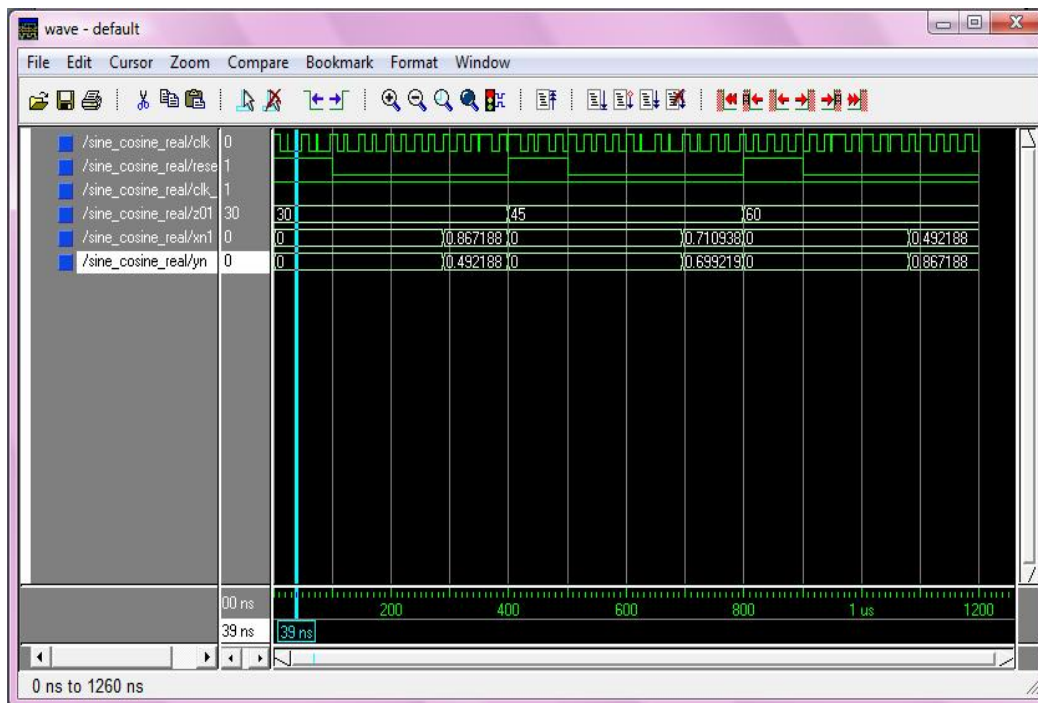 wave - default
File Edit Cursor Zoom Compare Bookmark Format Window
/sine_cosine_real/clk 0
/sine_cosine_real/rese 1
/sine_cosine_real/clk_ 1
/sine_cosine_real/z01 30 30 45 60
/sine_cosine_real/xn1 0 0 0.867188 0 0.710938 0 0.492188
/sine_cosine_real/yn 0 0 0.492188 0 0.699219 0 0.867188
00 ns 200 400 600 800 1 us 1200
39 ns 39 ns
0 ns to 1260 ns